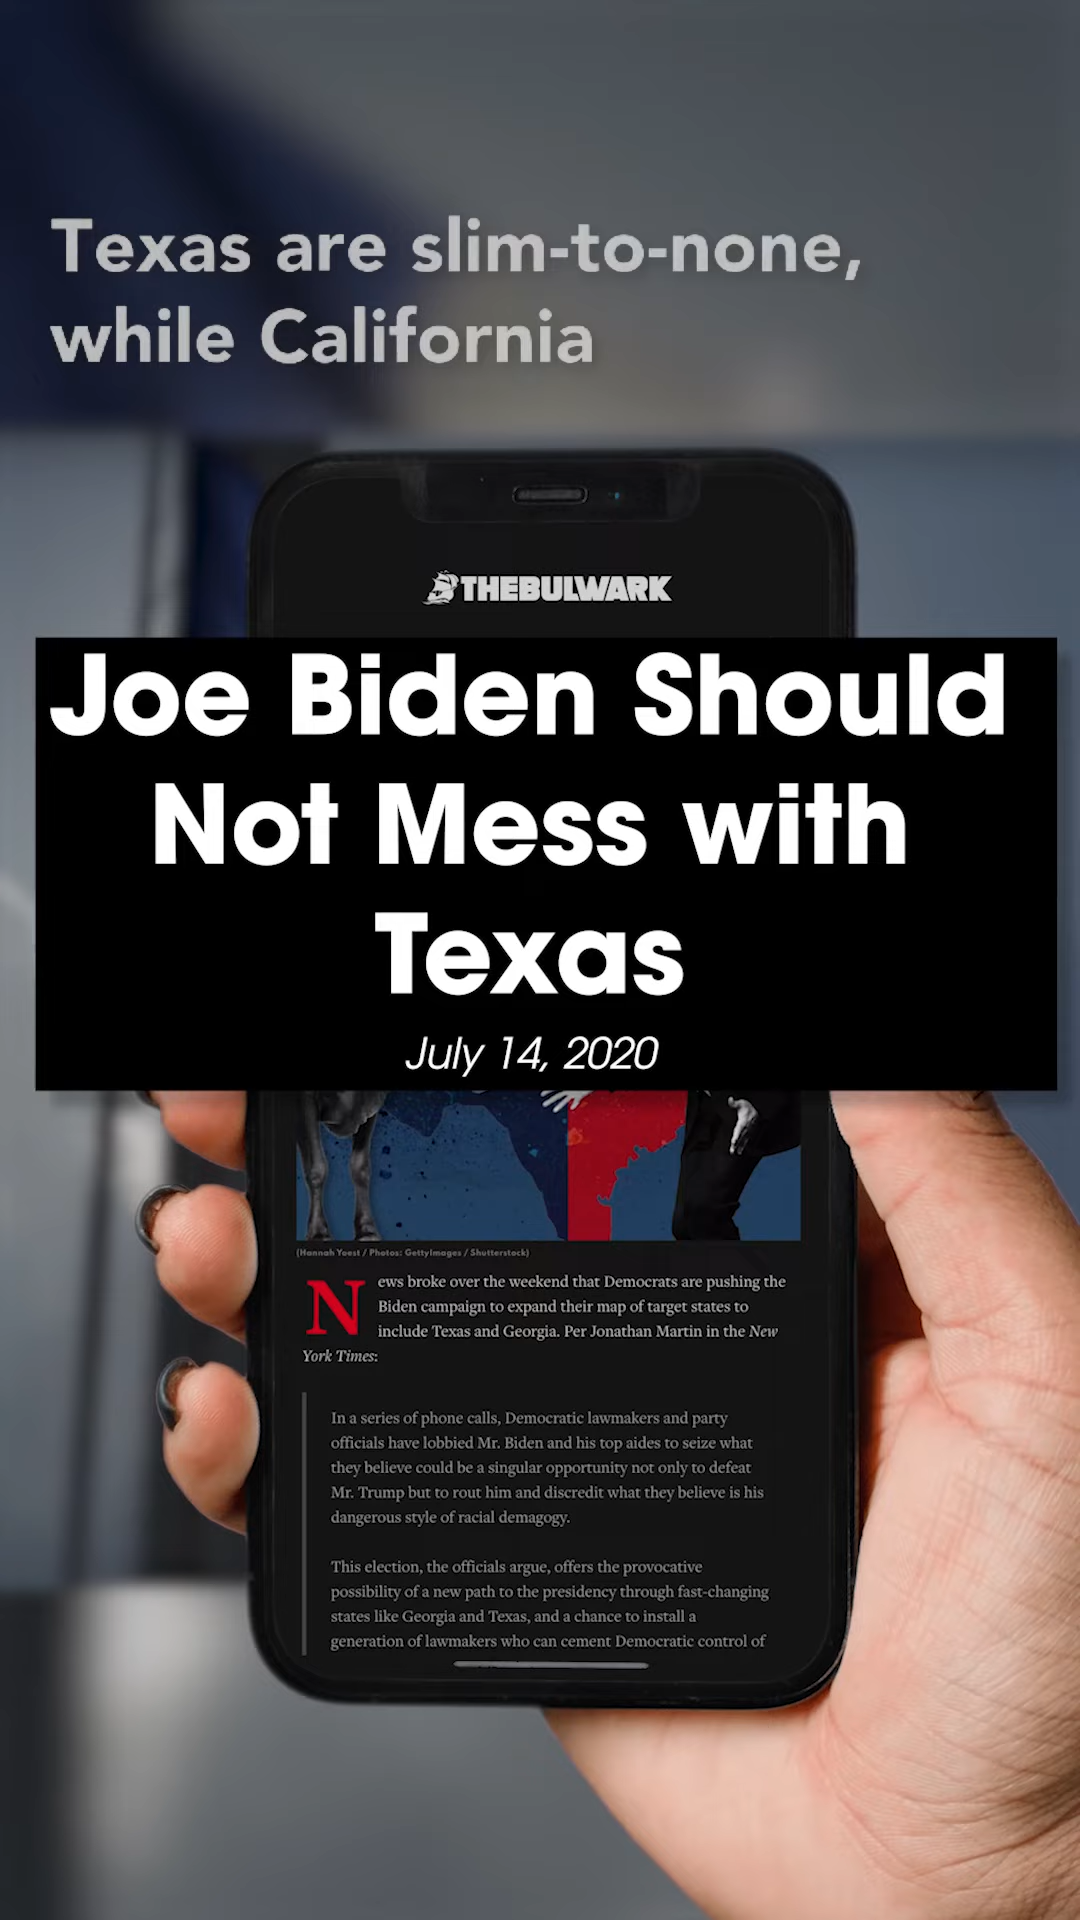 Texas are slim-to-none,
while California
THEBULWARK
Joe Biden Should
Not Mess with
Texas
July 14, 2020
(Hannah Yoest / Photos: GettyImages / Shutterstock)
News broke over the weekend that Democrats are pushing the
Biden campaign to expand their map of target states to
include Texas and Georgia. Per Jonathan Martin in the New
York Times:
In a series of phone calls, Democratic lawmakers and party
officials have lobbied Mr. Biden and his top aides to seize what
they believe could be a singular opportunity not only to defeat
Mr. Trump but to rout him and discredit what they believe is his
dangerous style of racial demagogy.
This election, the officials argue, offers the provocative
possibility of a new path to the presidency through fast-changing
states like Georgia and Texas, and a chance to install a
generation of lawmakers who can cement Democratic control of